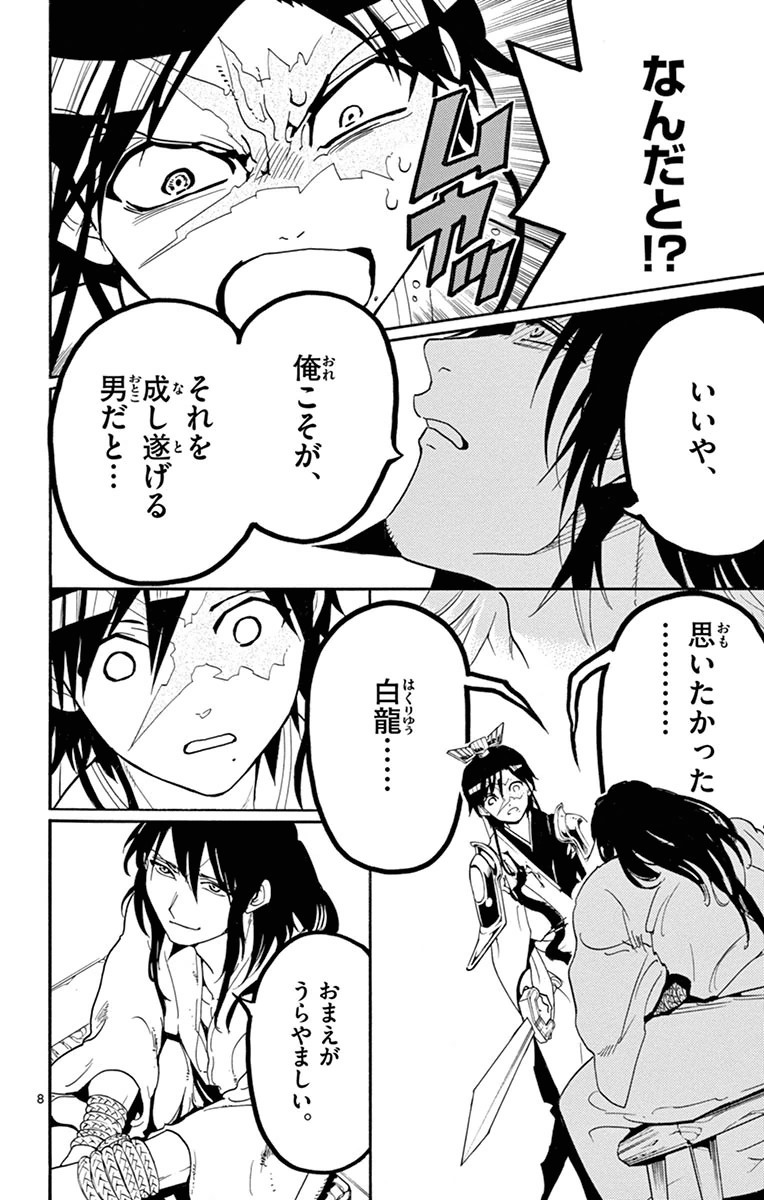 なんだと!?
ムカッ
いいや、
俺こそが、
それを
成し遂げる
男だと…
思いたかった
…………
白龍……
おまえが
うらやましい。
8